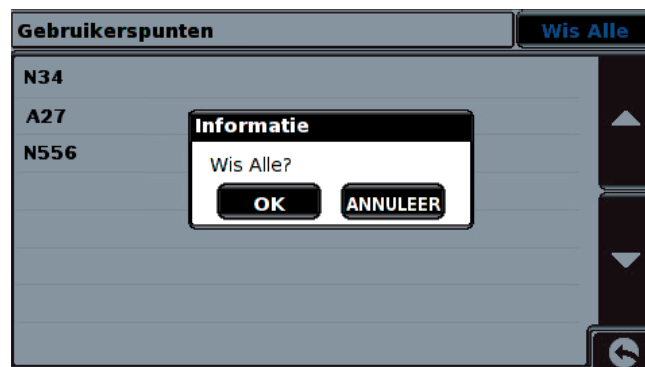 Gebruikerspunten
Wis Alle
N34
A27
N556
Informatie
Wis Alle?
OK
ANNULEER